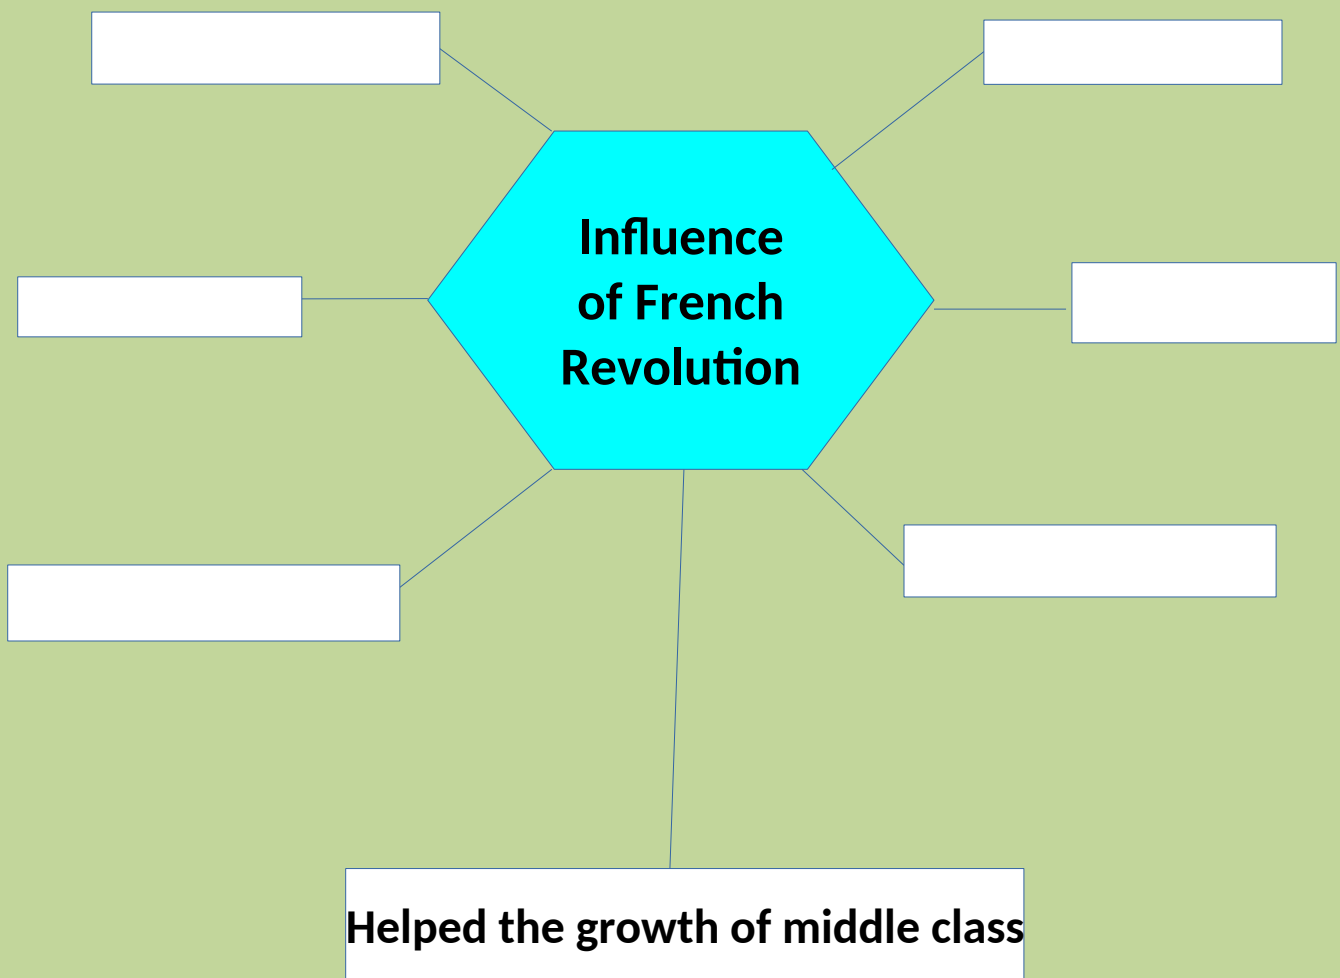 Influence
of French
Revolution
Helped the growth of middle class